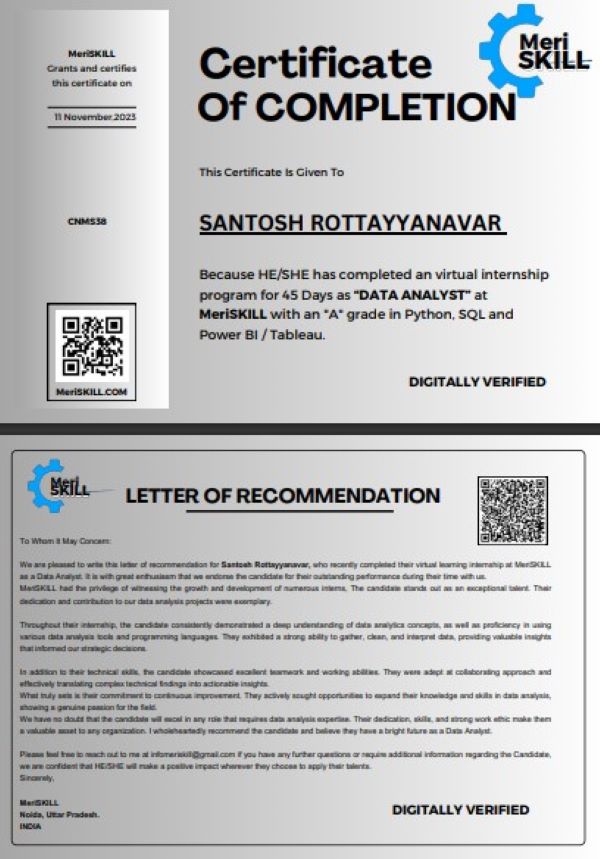 MeriSKILL
Grants and certifies
this certificate on
11 November,2023
CNMS38
MeriSKILL.COM
Meri
SKILL
Certificate
Of COMPLETION
This Certificate Is Given To
SANTOSH ROTTAYYANAVAR
Because HE/SHE has completed an virtual internship
program for 45 Days as "DATA ANALYST" at
MeriSKILL with an "A" grade in Python, SQL and
Power BI / Tableau.
DIGITALLY VERIFIED
Meri
SKILL
LETTER OF RECOMMENDATION
To Whom It May Concern:
We are pleased to write this letter of recommendation for Santosh Rottayyanavar, who recently completed their virtual learning internship at MeriSKILL
as a Data Analyst. It is with great enthusiasm that we endorse the candidate for their outstanding performance during their time with us.
MeriSKILL had the privilege of witnessing the growth and development of numerous interns, The candidate stands out as an exceptional talent. Their
dedication and contribution to our data analysis projects were exemplary.
Throughout their internship, the candidate consistently demonstrated a deep understanding of data analytics concepts, as well as proficiency in using
various data analysis tools and programming languages. They exhibited a strong ability to gather, clean, and interpret data, providing valuable insights
that informed our strategic decisions.
In addition to their technical skills, the candidate showcased excellent teamwork and working abilities. They were adept at collaborating approach and
effectively translating complex technical findings into actionable insights.
What truly sets is their commitment to continuous improvement. They actively sought opportunities to expand their knowledge and skills in data analysis,
showing a genuine passion for the field.
We have no doubt that the candidate will excel in any role that requires data analysis expertise. Their dedication, skills, and strong work ethic make them
a valuable asset to any organization. I wholeheartedly recommend the candidate and believe they have a bright future as a Data Analyst.
Please feel free to reach out to me at infomeriskill@gmail.com if you have any further questions or require additional information regarding the Candidate,
we are confident that HE/SHE will make a positive impact wherever they choose to apply their talents.
Sincerely,
MeriSKILL
Noida, Uttar Pradesh.
INDIA
DIGITALLY VERIFIED